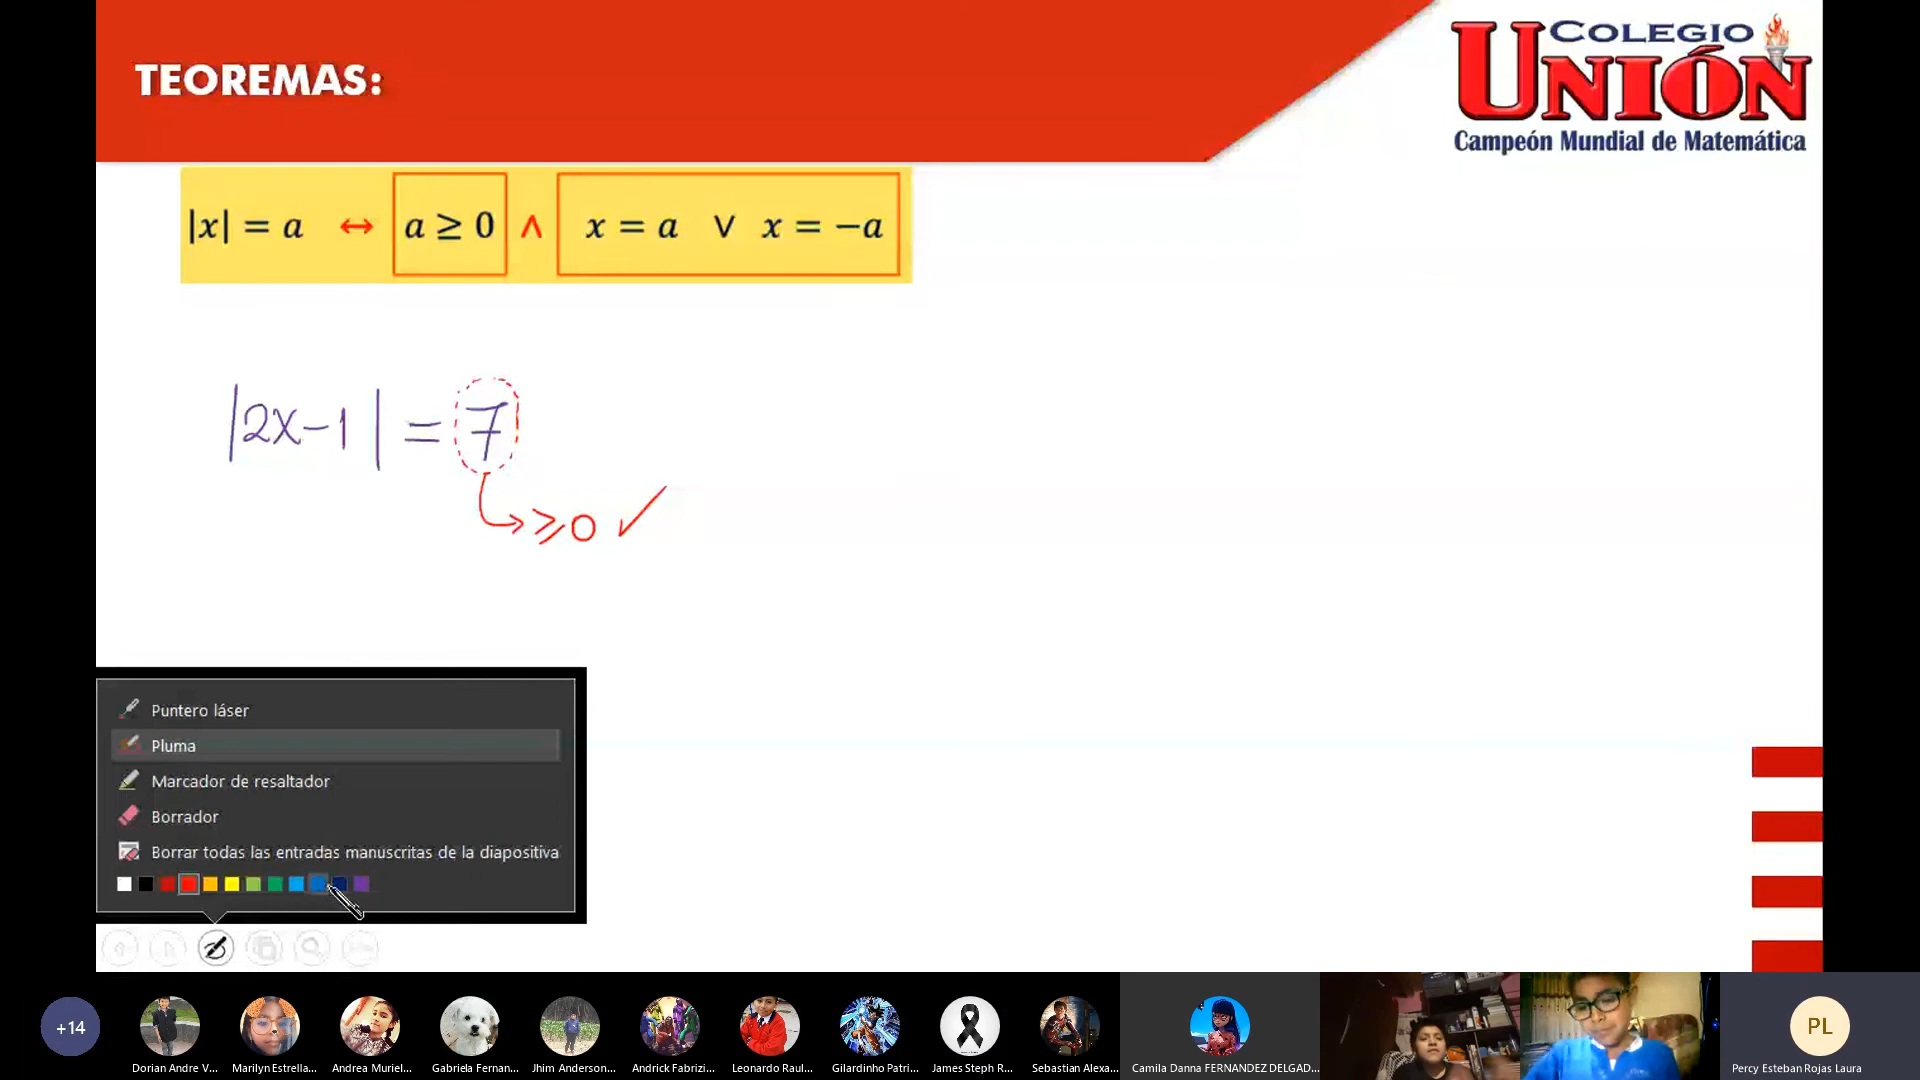 TEOREMAS:
COLEGIO
UNIÓN
Campeón Mundial de Matemática
|x| = a ↔ a ≥ 0 ∧ x = a ∨ x = −a
|2x-1| = 7
≥0 ✓
Puntero láser
Pluma
Marcador de resaltador
Borrador
Borrar todas las entradas manuscritas de la diapositiva
+14
Dorian Andre V...
Marilyn Estrella...
Andrea Muriel...
Gabriela Fernan...
Jhim Anderson...
Andrick Fabrizi...
Leonardo Raul...
Gilardinho Patri...
James Steph R...
Sebastian Alexa...
Camila Danna FERNANDEZ DELGAD...
PL
Percy Esteban Rojas Laura